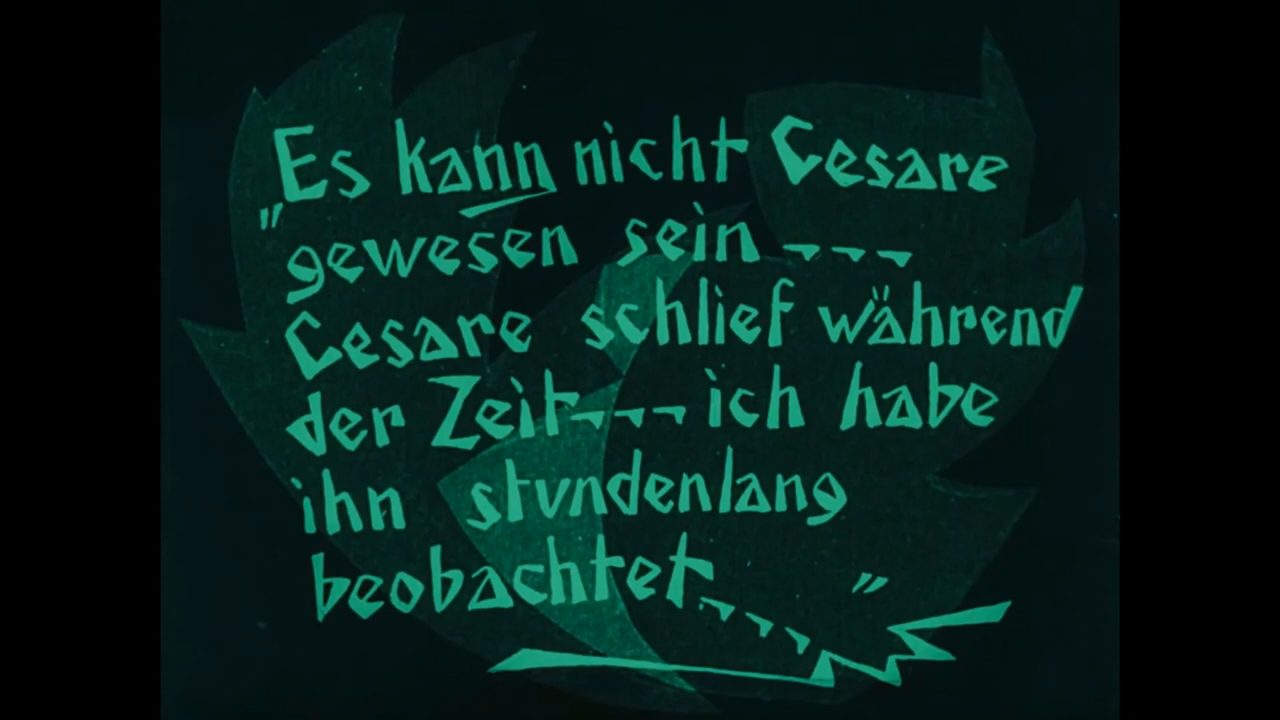 „Es kann nicht Cesare
gewesen sein - - -
Cesare schlief während
der Zeit - - - ich habe
ihn stundenlang
beobachtet - - - - "